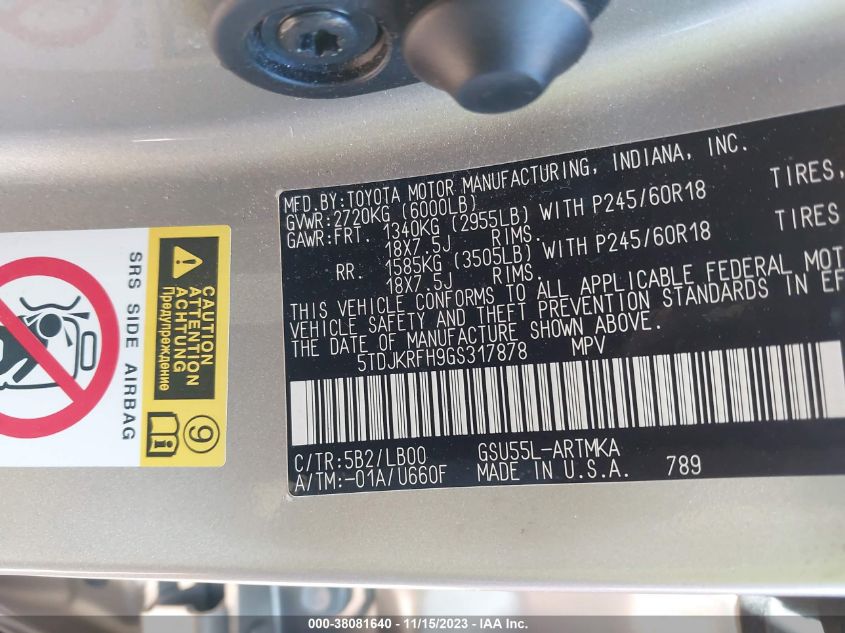 MFD.BY:TOYOTA MOTOR MANUFACTURING, INDIANA, INC.
GVWR:2720KG (6000LB)
GAWR:FRT. 1340KG (2955LB) WITH P245/60R18 TIRES,
18X7.5J RIMS.
RR. 1585KG (3505LB) WITH P245/60R18 TIRES,
18X7.5J RIMS.
THIS VEHICLE CONFORMS TO ALL APPLICABLE FEDERAL MOT
VEHICLE SAFETY AND THEFT PREVENTION STANDARDS IN EF
THE DATE OF MANUFACTURE SHOWN ABOVE.
5TDJKRFH9GS317878 MPV
C/TR:5B2/LB00 GSU55L-ARTMKA
A/TM:-01A/U660F MADE IN U.S.A. 789
SRS SIDE AIRBAG
CAUTION
ATTENTION
ACHTUNG
Предупреждение
9
i
000-38081640 - 11/15/2023 - IAA Inc.